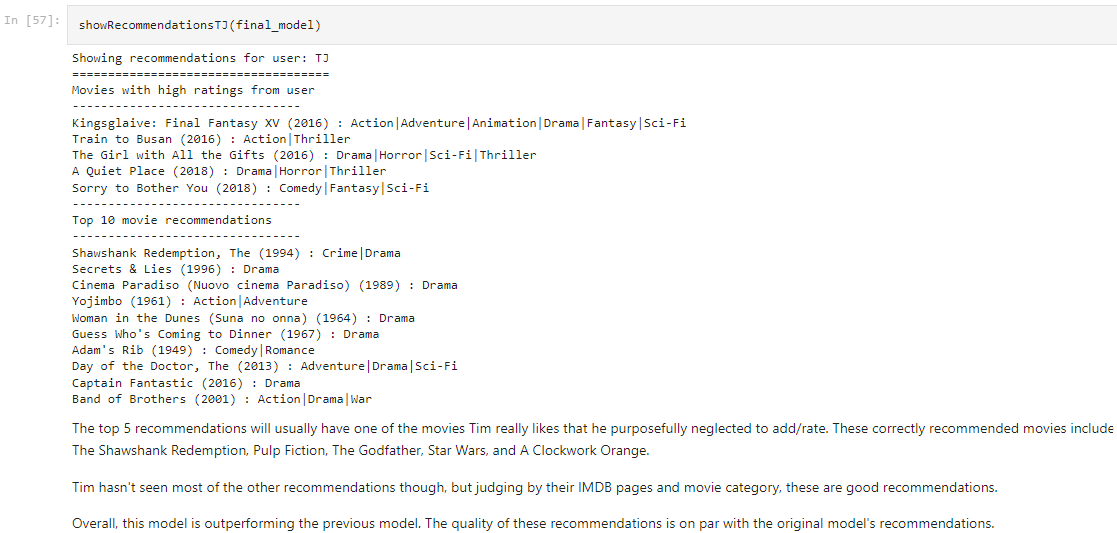 In [57]:
showRecommendationsTJ(final_model)
Showing recommendations for user: TJ
====================================
Movies with high ratings from user
--------------------------------
Kingsglaive: Final Fantasy XV (2016) : Action|Adventure|Animation|Drama|Fantasy|Sci-Fi
Train to Busan (2016) : Action|Thriller
The Girl with All the Gifts (2016) : Drama|Horror|Sci-Fi|Thriller
A Quiet Place (2018) : Drama|Horror|Thriller
Sorry to Bother You (2018) : Comedy|Fantasy|Sci-Fi
--------------------------------
Top 10 movie recommendations
--------------------------------
Shawshank Redemption, The (1994) : Crime|Drama
Secrets & Lies (1996) : Drama
Cinema Paradiso (Nuovo cinema Paradiso) (1989) : Drama
Yojimbo (1961) : Action|Adventure
Woman in the Dunes (Suna no onna) (1964) : Drama
Guess Who's Coming to Dinner (1967) : Drama
Adam's Rib (1949) : Comedy|Romance
Day of the Doctor, The (2013) : Adventure|Drama|Sci-Fi
Captain Fantastic (2016) : Drama
Band of Brothers (2001) : Action|Drama|War
The top 5 recommendations will usually have one of the movies Tim really likes that he purposefully neglected to add/rate. These correctly recommended movies include
The Shawshank Redemption, Pulp Fiction, The Godfather, Star Wars, and A Clockwork Orange.
Tim hasn't seen most of the other recommendations though, but judging by their IMDB pages and movie category, these are good recommendations.
Overall, this model is outperforming the previous model. The quality of these recommendations is on par with the original model's recommendations.